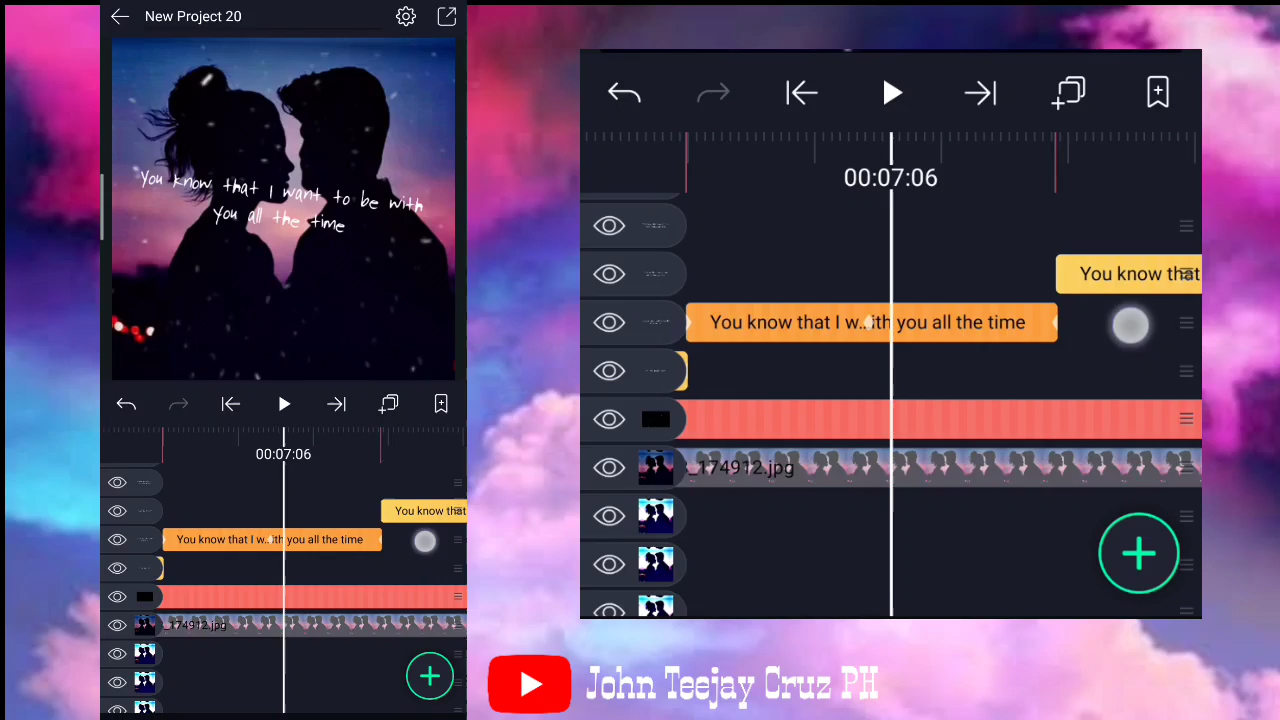 New Project 20
You know that I want to be with
you all the time
00:07:06
You know that
You know that I w...ith you all the time
_174912.jpg
00:07:06
You know that
You know that I w...ith you all the time
_174912.jpg
John Teejay Cruz PH